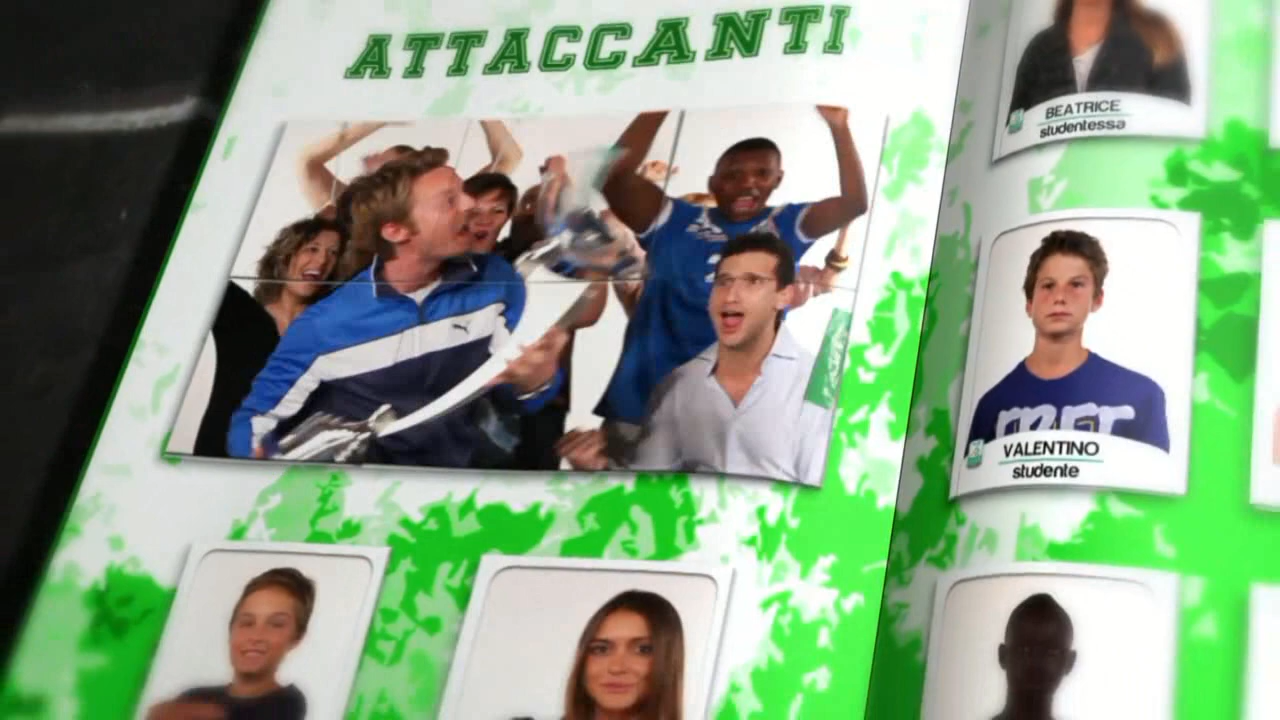 ATTACCANTI
BEATRICE
studentessa
VALENTINO
studente